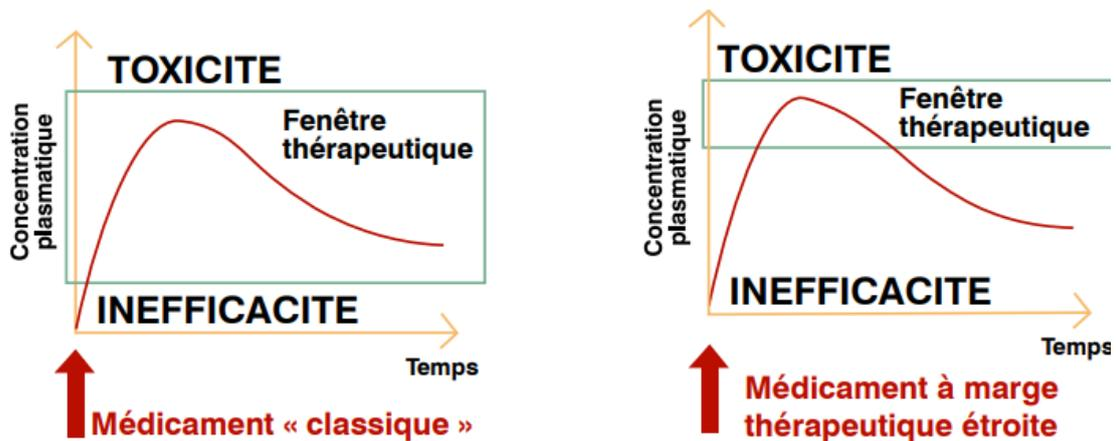 TOXICITE
Fenêtre
thérapeutique
Concentration
plasmatique
INEFFICACITE
Temps
Médicament « classique »
TOXICITE
Fenêtre
thérapeutique
Concentration
plasmatique
INEFFICACITE
Temps
Médicament à marge
thérapeutique étroite